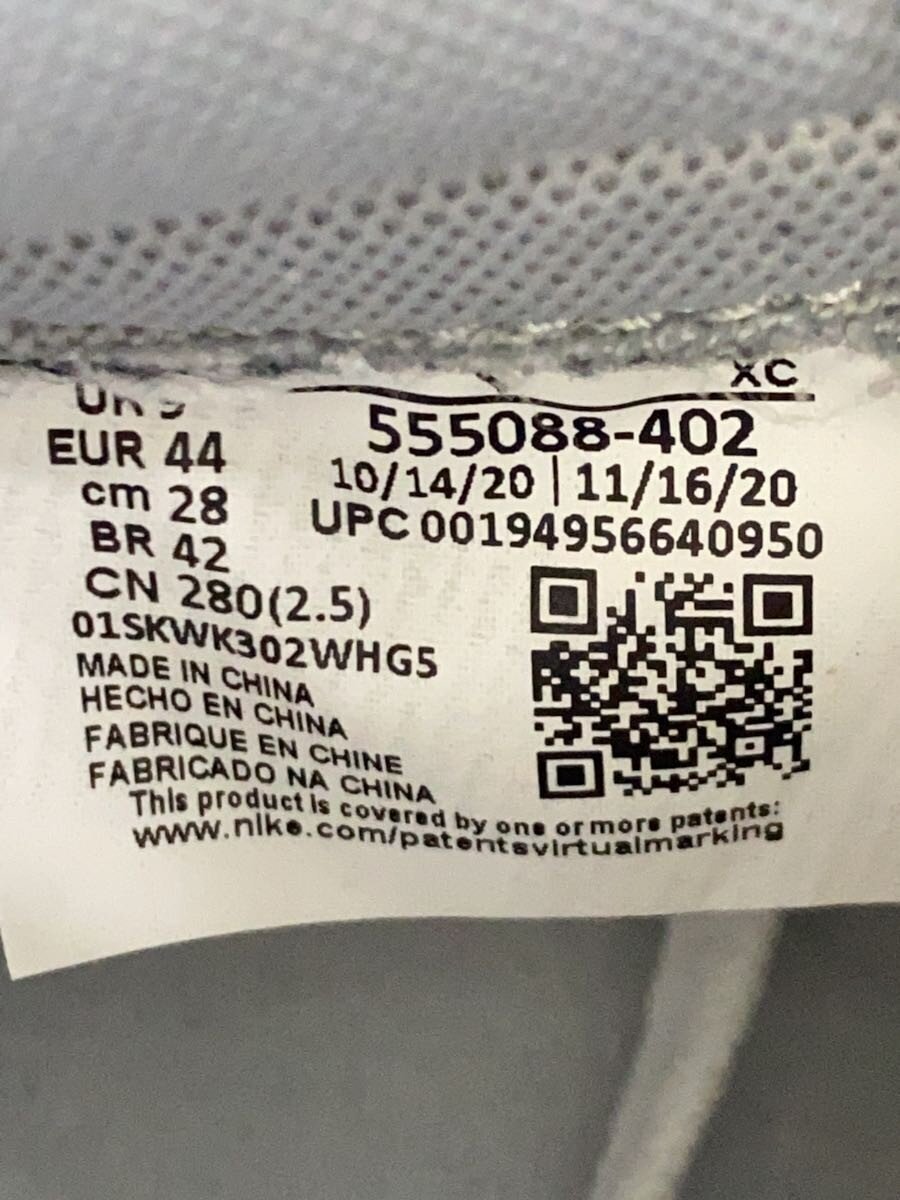 XC
EUR 44
cm 28
BR 42
CN 280(2.5)
555088-402
10/14/20 | 11/16/20
UPC 001949566​40950
01SKWK302WHG5
MADE IN CHINA
HECHO EN CHINA
FABRIQUE EN CHINE
FABRICADO NA CHINA
This product is covered by one or more patents:
www.nike.com/patentsvirtualmarking